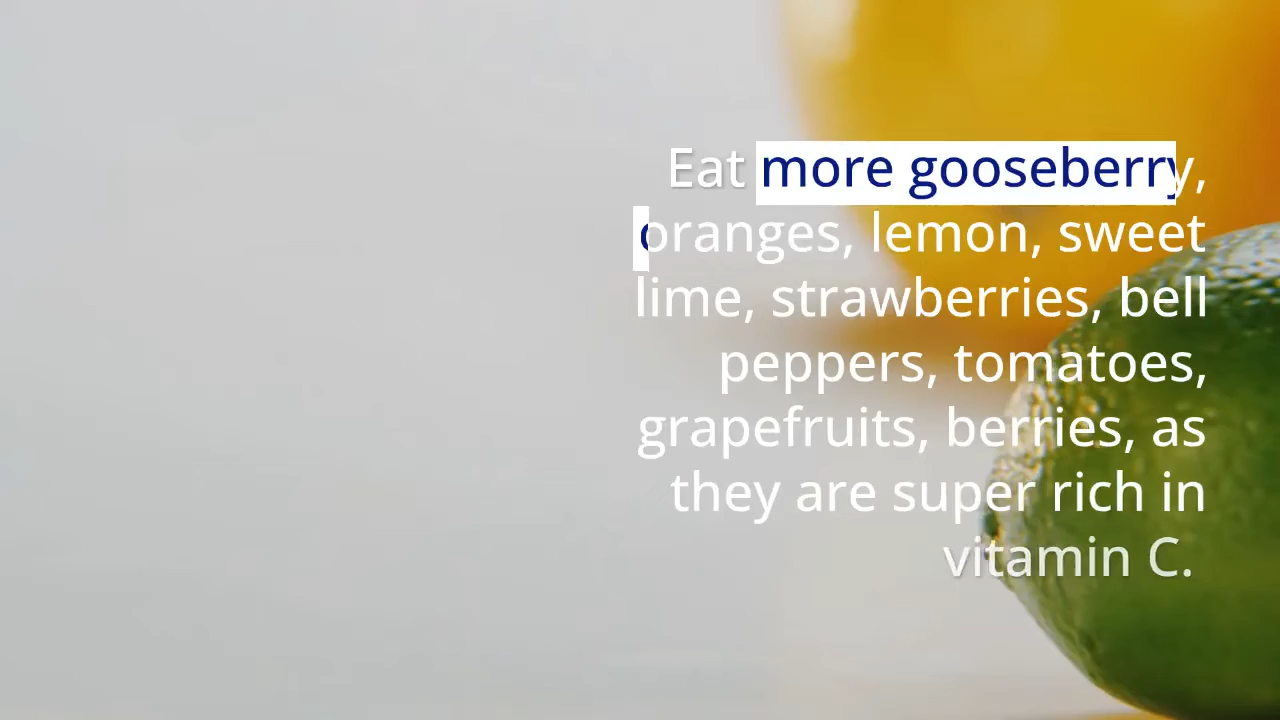 Eat more gooseberry,
oranges, lemon, sweet
lime, strawberries, bell
peppers, tomatoes,
grapefruits, berries, as
they are super rich in
vitamin C.